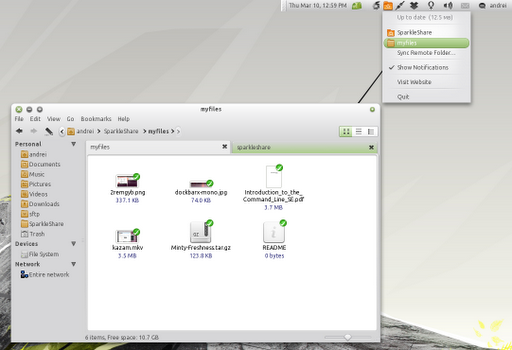 Thu Mar 10, 12:59 PM
andrei
Up to date (12.5 MB)
SparkleShare
myfiles
Sync Remote Folder...
Show Notifications
Visit Website
Quit
myfiles
File Edit View Go Bookmarks Help
andrei SparkleShare myfiles
Personal
andrei
Documents
Music
Pictures
Videos
Downloads
sftp
SparkleShare
Trash
Devices
File System
Network
Entire network
myfiles
sparkleshare
2remgyb.png
337.1 KB
dockbarx-mono.jpg
74.0 KB
Introduction_to_the_
Command_Line_SE.pdf
3.7 MB
kazam.mkv
3.5 MB
Minty-Freshness.tar.gz
123.8 KB
README
0 bytes
6 items, Free space: 10.7 GB